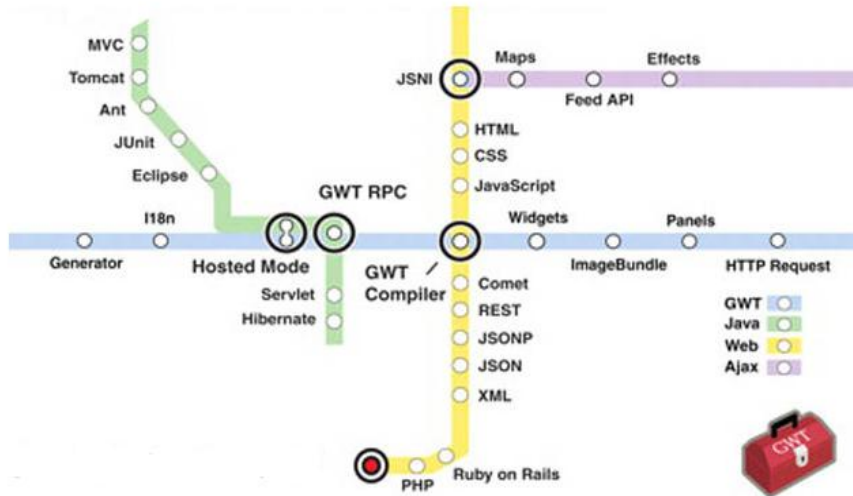 MVC
Tomcat
Ant
JUnit
Eclipse
JSNI
Maps
Feed API
Effects
HTML
CSS
JavaScript
GWT RPC
Generator
I18n
Hosted Mode
GWT
Compiler
Widgets
ImageBundle
Panels
HTTP Request
Servlet
Hibernate
Comet
REST
JSONP
JSON
XML
Ruby on Rails
PHP
GWT
Java
Web
Ajax
GWT